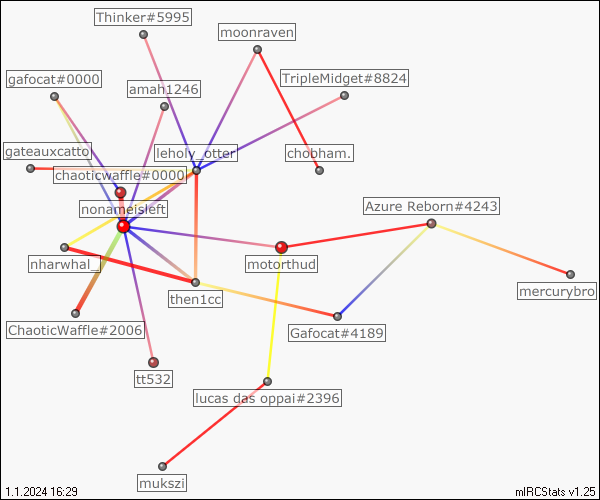 Thinker#5995
moonraven
gafocat#0000
TripleMidget#8824
amah1246
gateauxcatto
leholy_otter
chobham.
chaoticwaffle#0000
nonameisleft
Azure Reborn#4243
nharwhal_
motorthud
mercurybro
then1cc
ChaoticWaffle#2006
Gafocat#4189
tt532
lucas das oppai#2396
mukszi
1.1.2024 16:29
mIRCStats v1.25